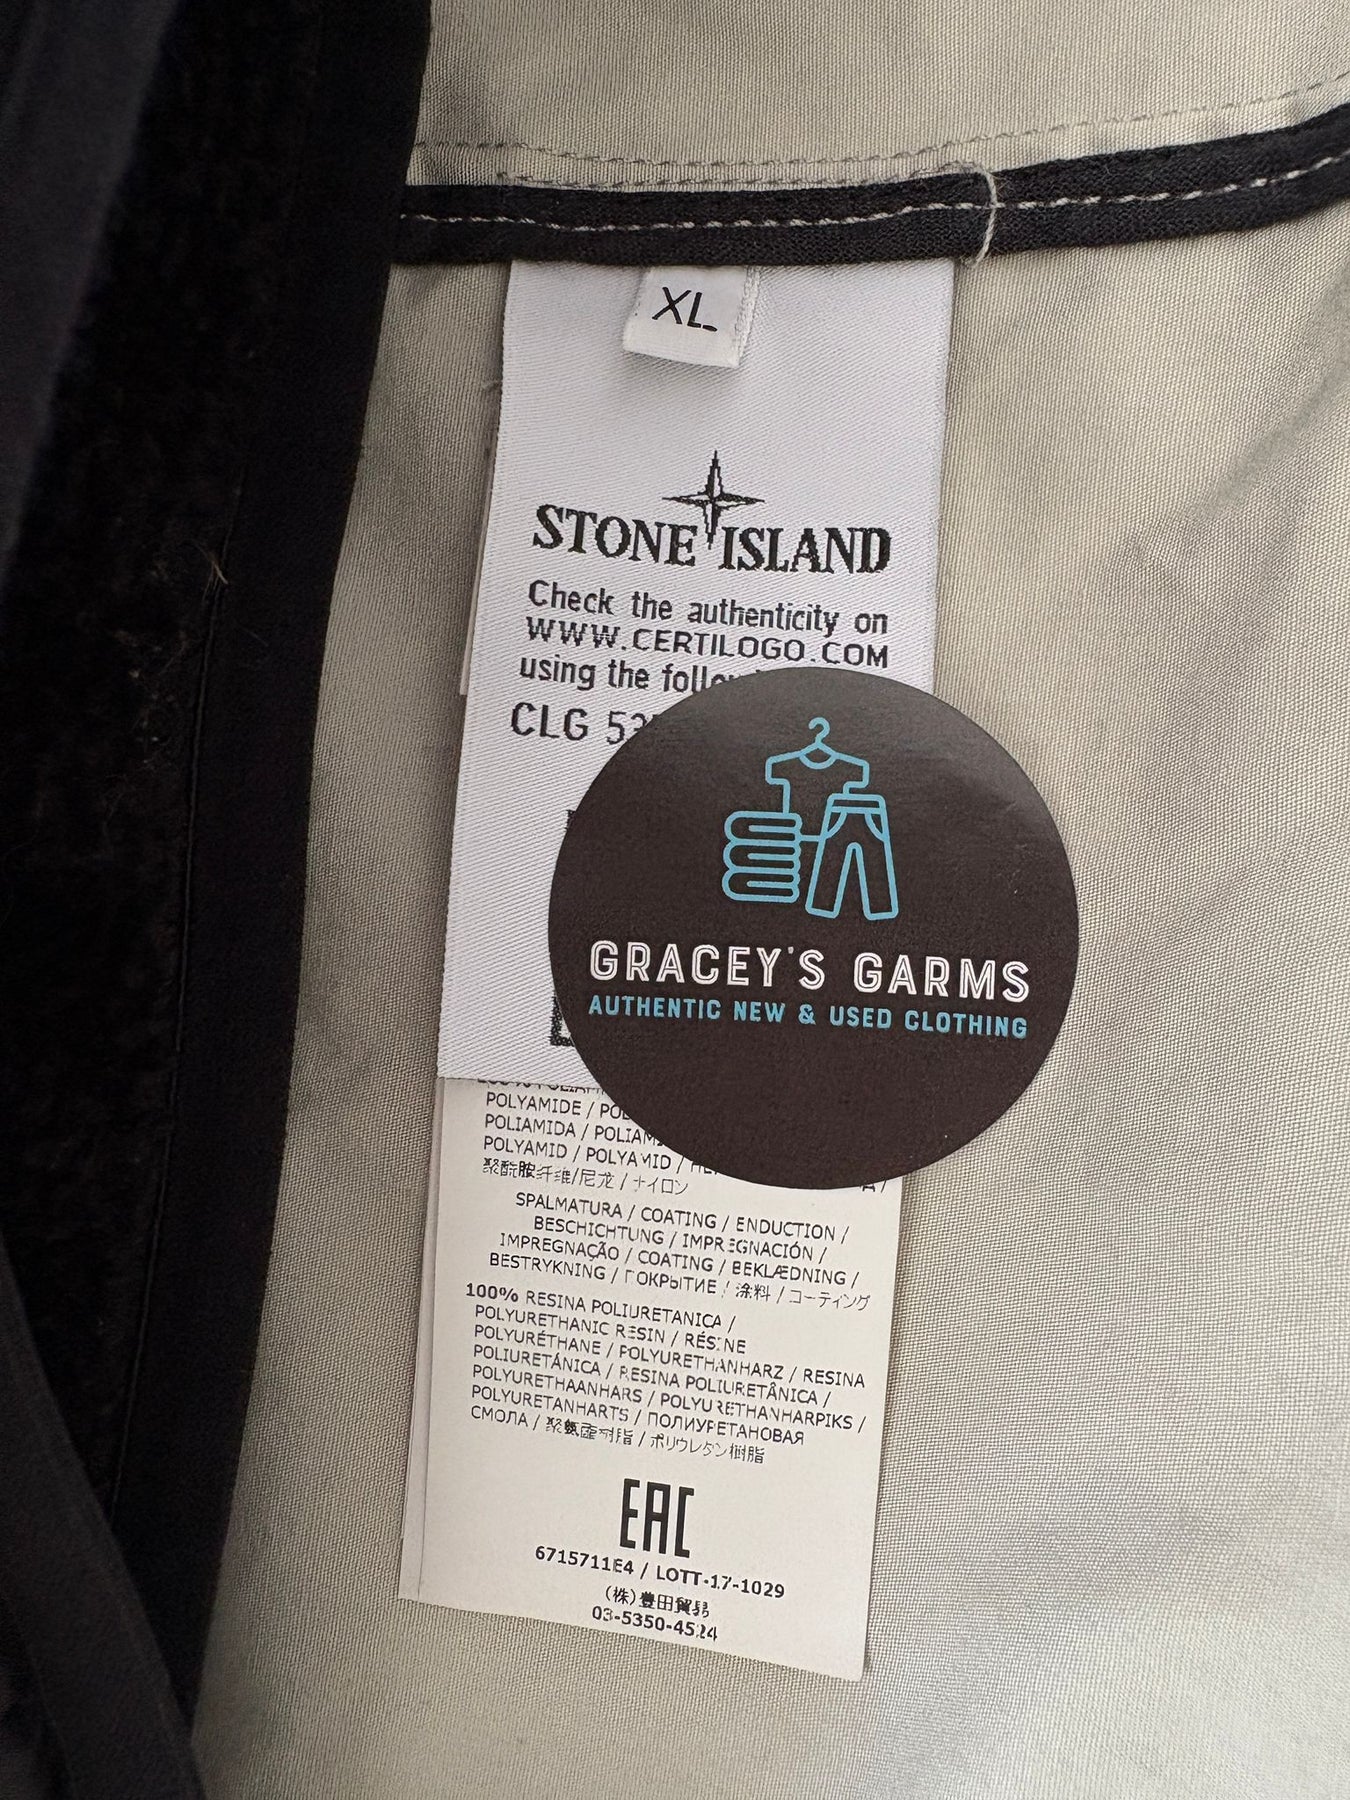 XL
STONE ISLAND
Check the authenticity on
WWW.CERTILOGO.COM
using the
CLG
GRACEY'S GARMS
AUTHENTIC NEW & USED CLOTHING
POLYAMIDE /
POLIAMIDA /
POLYAMID / POLYAMID /
聚酰胺纤维/尼龙 / ナイロン
SPALMATURA / COATING / ENDUCTION /
BESCHICHTUNG / IMPREGNACIÓN /
IMPREGNAÇÃO / COATING / BEKLÆDNING /
BESTRYKNING / ПОКРЫТИЕ / 涂料 / コーティング
100% RESINA POLIURETANICA /
POLYURETHANIC RESIN / RÉSINE
POLYURÉTHANE / POLYURETHANHARZ / RESINA
POLIURETÁNICA / RESINA POLIURETÂNICA /
POLYURETHAANHARS / POLYURETHANHARPIKS /
POLYURETANHARTS / ПОЛИУРЕТАНОВАЯ
СМОЛА / 聚氨酯树脂 / ポリウレタン樹脂
EAC
6715711E4 / LOTT-17-1029
(株)豊田貿易
03-5350-4524